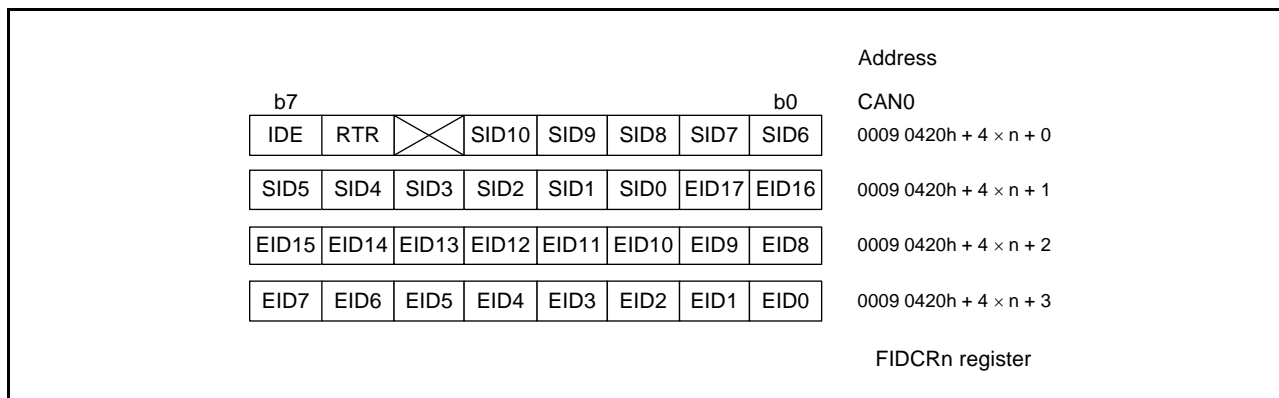 Address
b7 b0 CAN0
IDE RTR SID10 SID9 SID8 SID7 SID6 0009 0420h + 4 × n + 0
SID5 SID4 SID3 SID2 SID1 SID0 EID17 EID16 0009 0420h + 4 × n + 1
EID15 EID14 EID13 EID12 EID11 EID10 EID9 EID8 0009 0420h + 4 × n + 2
EID7 EID6 EID5 EID4 EID3 EID2 EID1 EID0 0009 0420h + 4 × n + 3
FIDCRn register